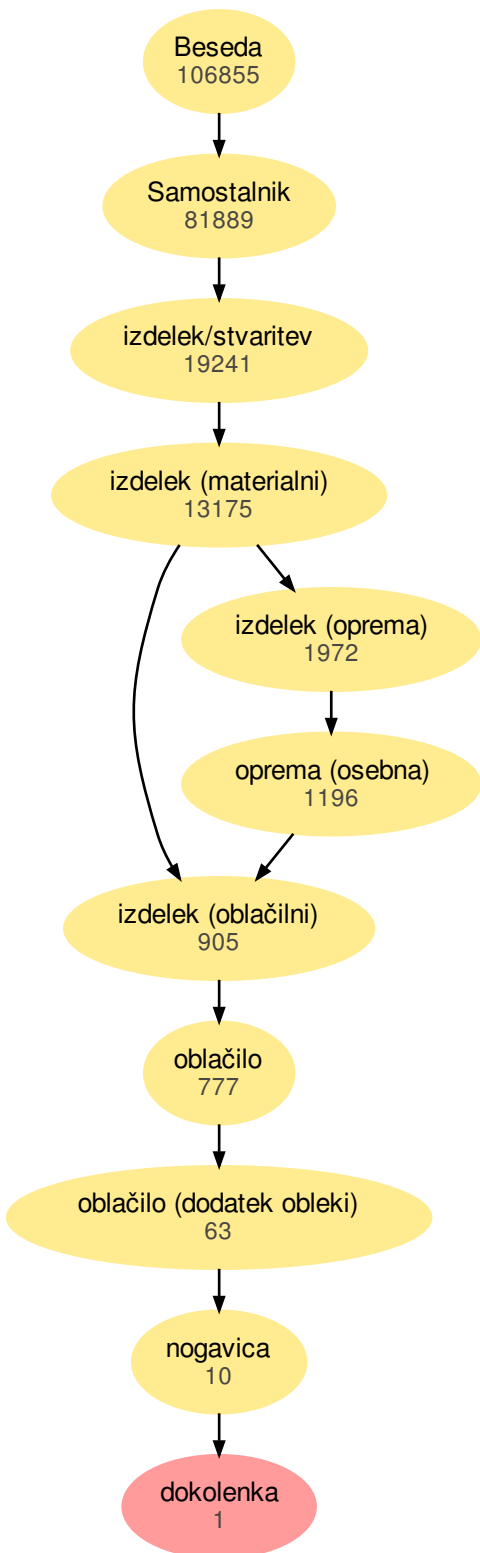 Beseda
106855
Samostalnik
81889
izdelek/stvaritev
19241
izdelek (materialni)
13175
izdelek (oprema)
1972
oprema (osebna)
1196
izdelek (oblačilni)
905
oblačilo
777
oblačilo (dodatek obleki)
63
nogavica
10
dokolenka
1